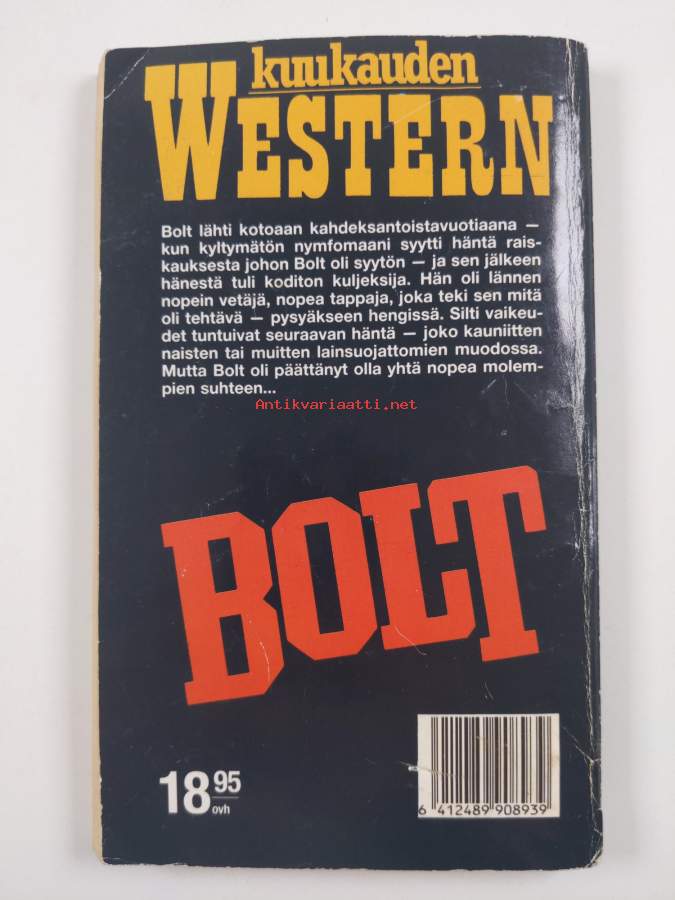 kuukauden
WESTERN
Bolt lähti kotoaan kahdeksantoistavuotiaana —
kun kyltymätön nymfomaani syytti häntä rais-
kauksesta johon Bolt oli syytön — ja sen jälkeen
hänestä tuli koditon kuljeksija. Hän oli lännen
nopein vetäjä, nopea tappaja, joka teki sen mitä
oli tehtävä — pysyäkseen hengissä. Silti vaikeu-
det tuntuivat seuraavan häntä — joko kauniitten
naisten tai muitten lainsuojattomien muodossa.
Mutta Bolt oli päättänyt olla yhtä nopea molem-
pien suhteen...
Antikvariaatti.net
BOLT
18 95
ovh
6 412489 908939